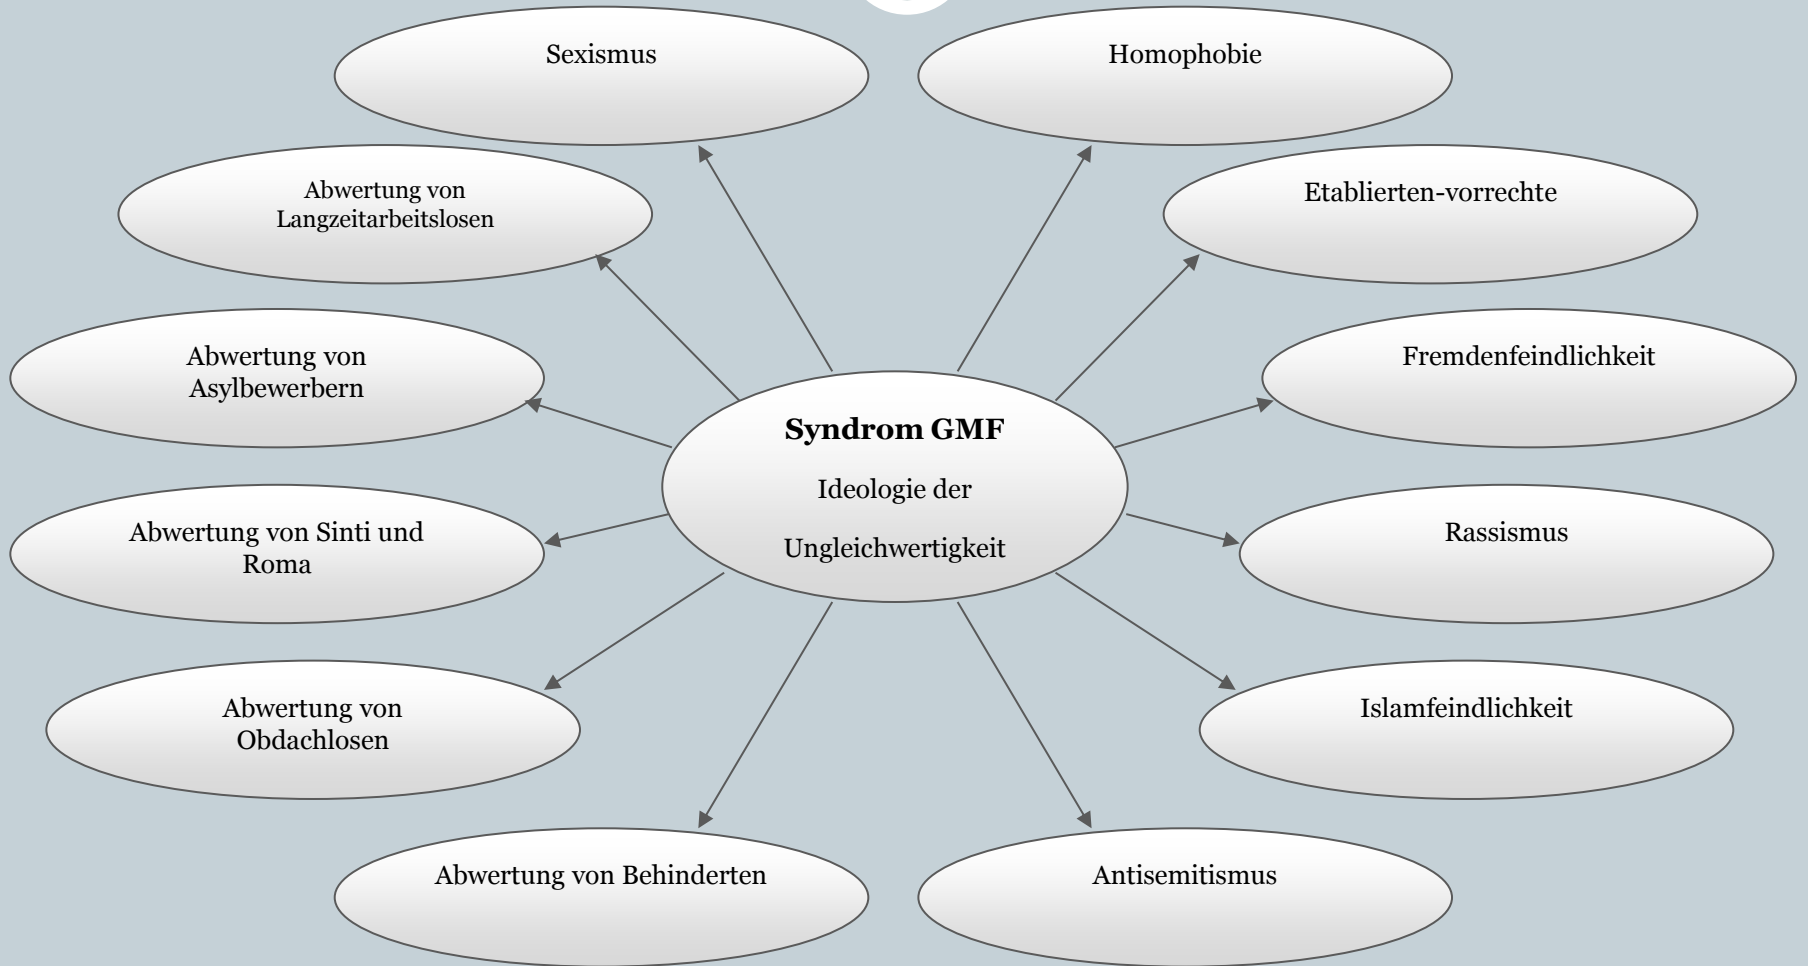 Sexismus
Homophobie
Abwertung von
Langzeitarbeitslosen
Etablierten-vorrechte
Abwertung von
Asylbewerbern
Fremdenfeindlichkeit
Syndrom GMF
Ideologie der
Ungleichwertigkeit
Abwertung von Sinti und
Roma
Rassismus
Abwertung von
Obdachlosen
Islamfeindlichkeit
Abwertung von Behinderten
Antisemitismus